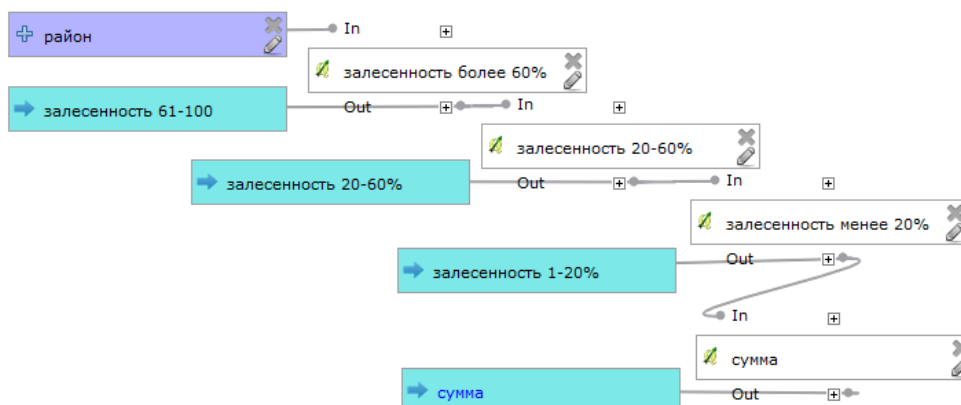 район
In
залесенность более 60%
залесенность 61-100
Out
In
залесенность 20-60%
залесенность 20-60%
Out
In
залесенность менее 20%
залесенность 1-20%
Out
In
сумма
сумма
Out